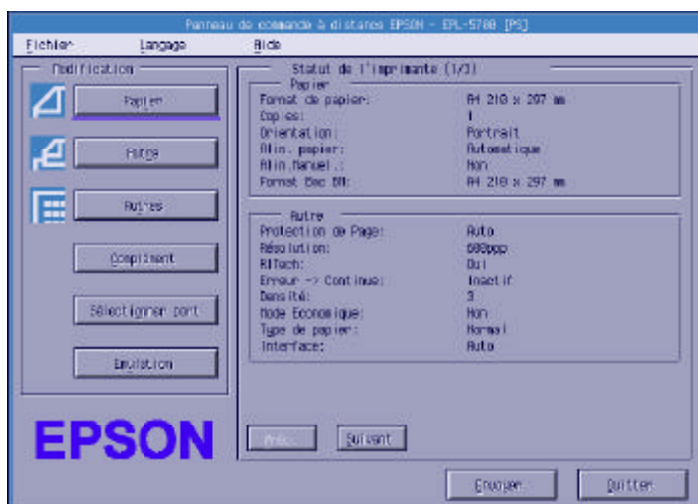 Panneau de commande à distance EPSON - EPL-5700 [PS]
Fichier Langage Aide
Modification
Papier
Autre
Autres
Complément
Sélectionner port
Emulation
EPSON
Statut de l'imprimante (1/3)
Papier
Format de papier: A4 210 x 297 mm
Copies: 1
Orientation: Portrait
Alim. papier: Automatique
Alim.Manuel.: Non
Format Bac BM: A4 210 x 297 mm
Autre
Protection de Page: Auto
Résolution: 600ppp
RITech: Oui
Erreur -> Continue: Inactif
Densité: 3
Mode Economique: Non
Type de papier: Normal
Interface: Auto
Préc. Suivant
Envoyer Quitter